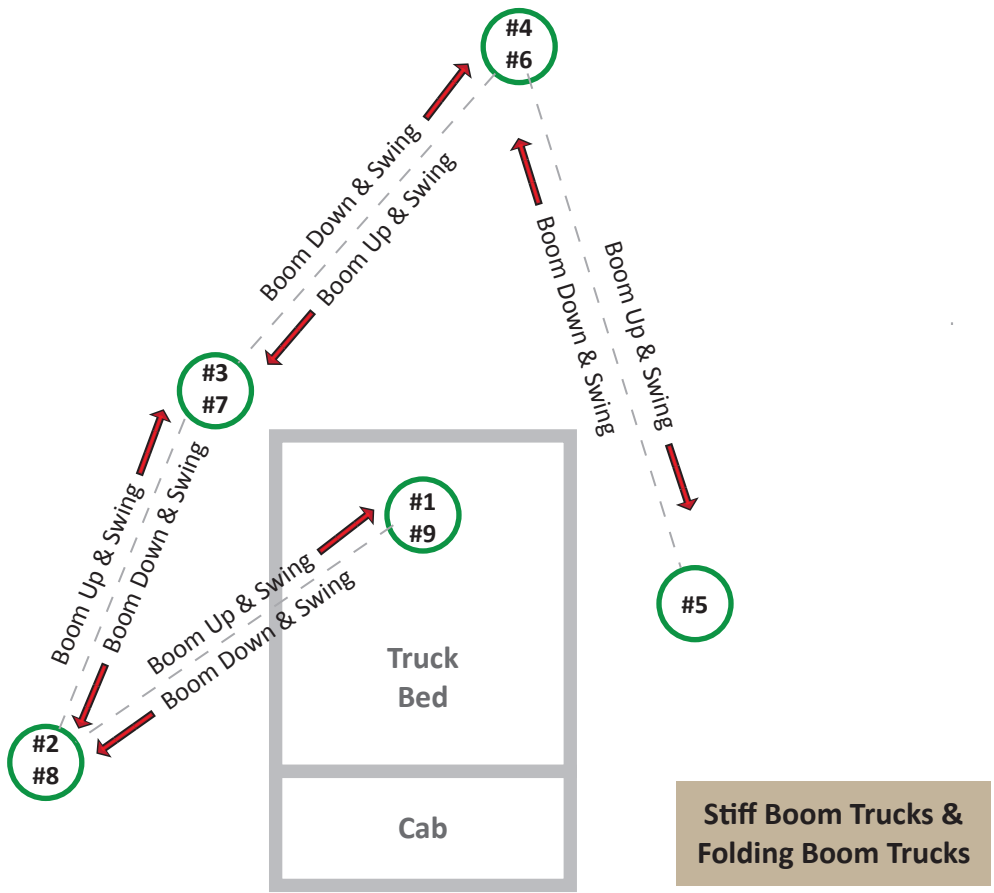 #4
#6
Boom Down & Swing
Boom Up & Swing
Boom Down & Swing
Boom Up & Swing
#3
#7
Boom Up & Swing
Boom Down & Swing
#1
#9
Boom Up & Swing
Boom Down & Swing
#5
Truck
Bed
#2
#8
Cab
Stiff Boom Trucks &
Folding Boom Trucks